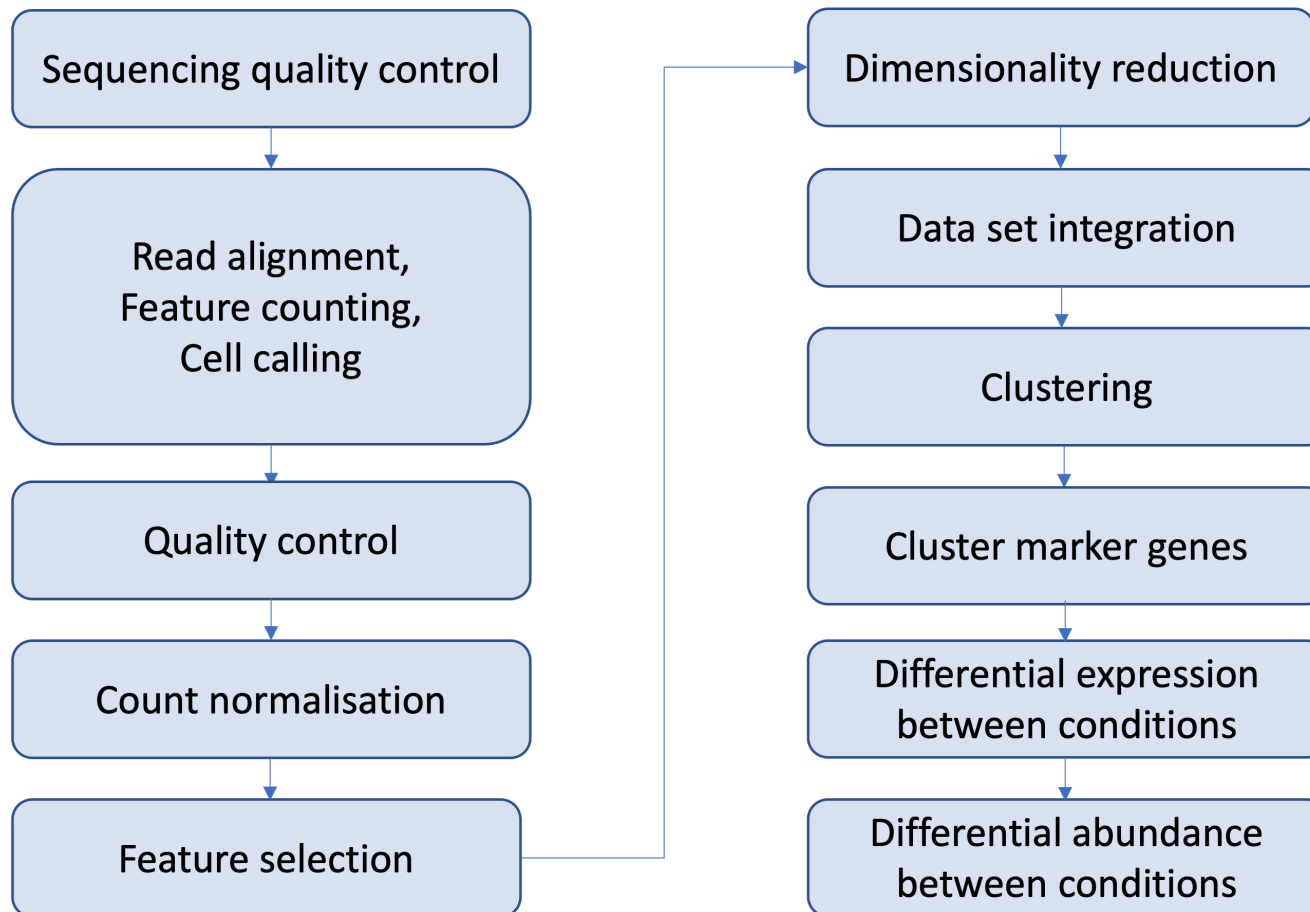 Sequencing quality control
Read alignment,
Feature counting,
Cell calling
Quality control
Count normalisation
Feature selection
Dimensionality reduction
Data set integration
Clustering
Cluster marker genes
Differential expression
between conditions
Differential abundance
between conditions